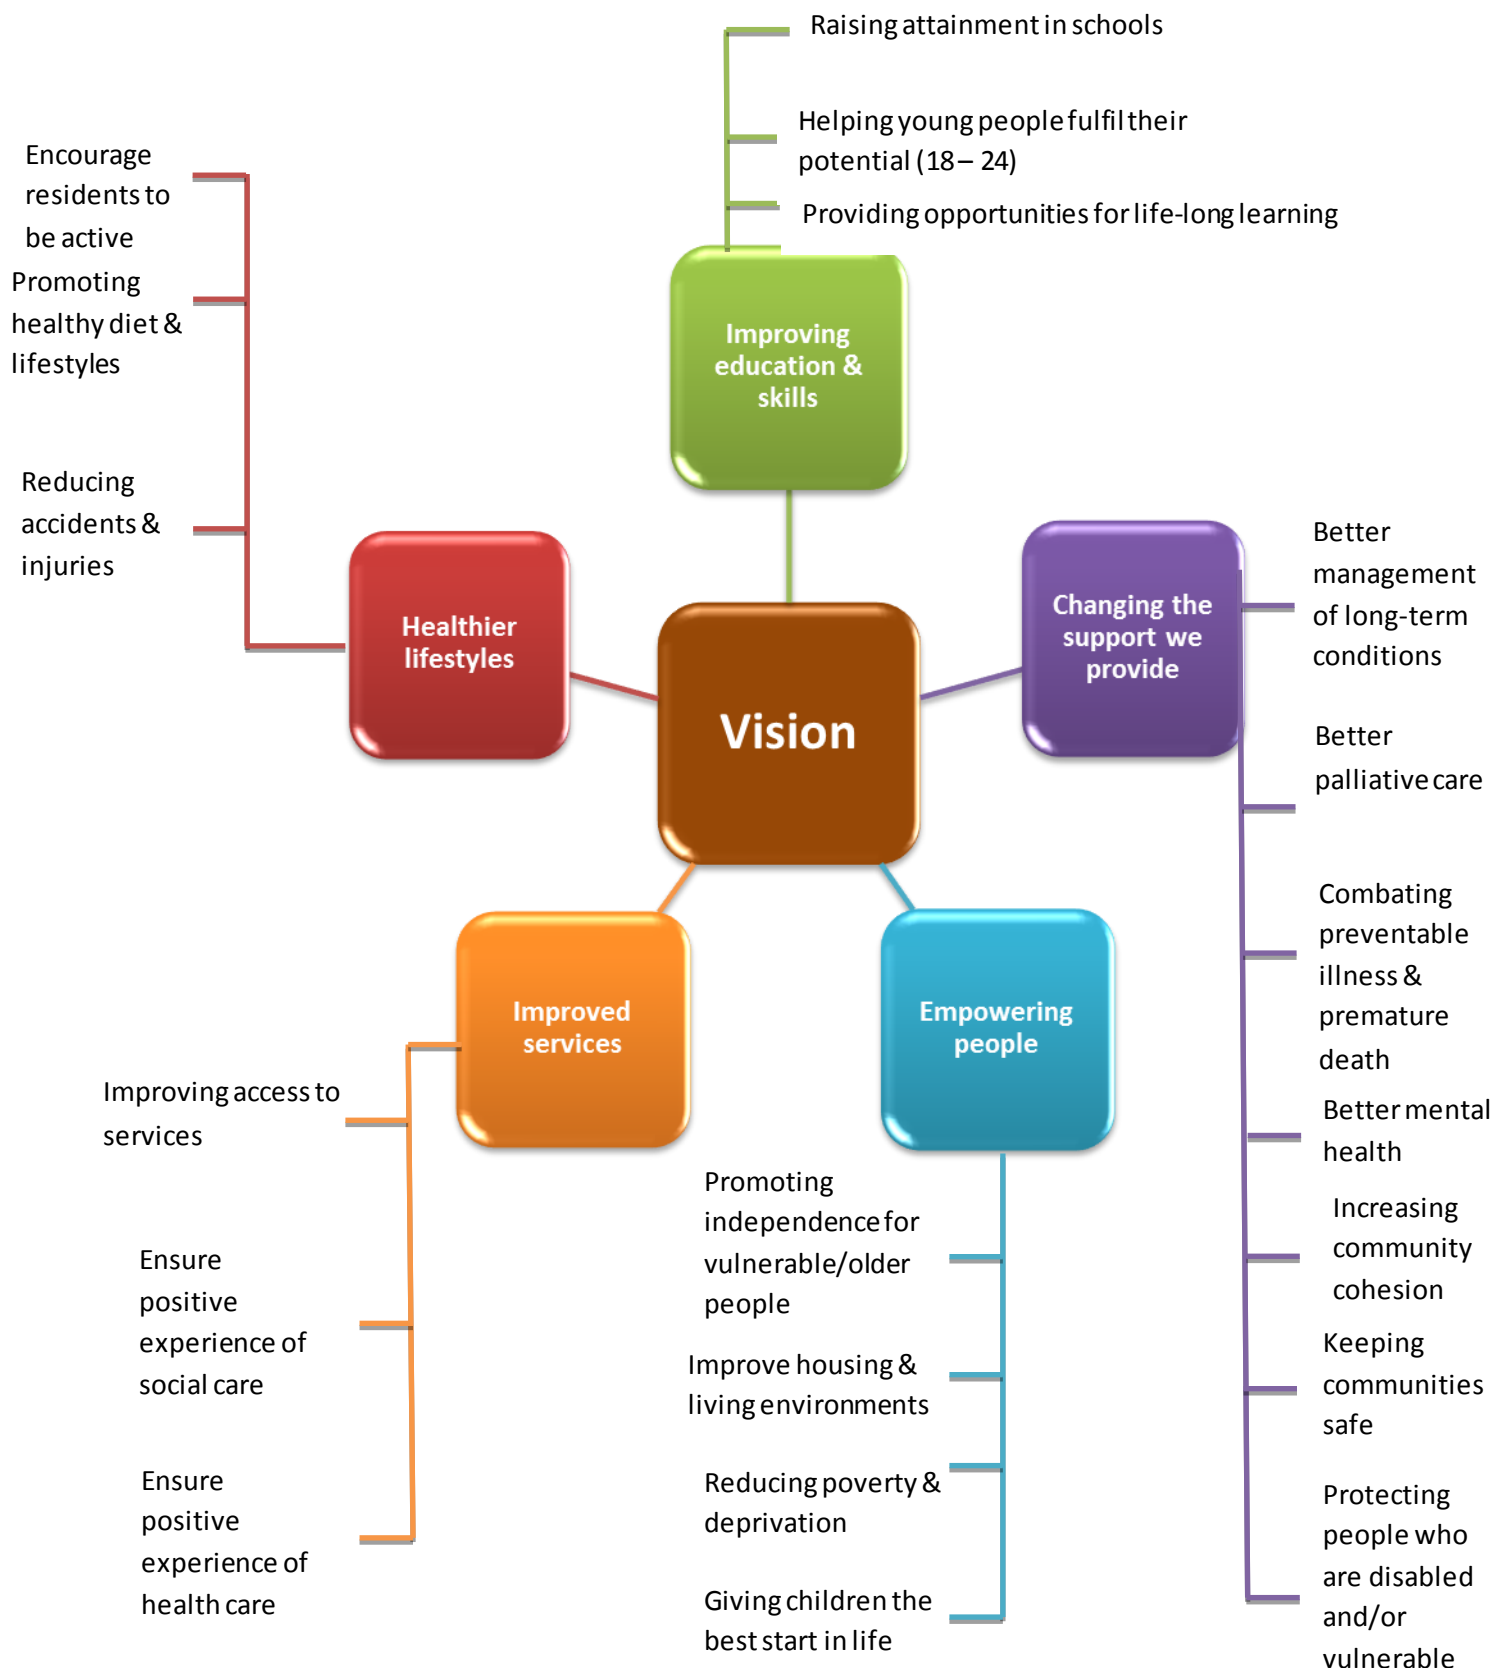 Raising attainment in schools
Helping young people fulfil their
potential (18 – 24)
Providing opportunities for life-long learning
Improving
education &
skills
Encourage
residents to
be active
Promoting
healthy diet &
lifestyles
Reducing
accidents &
injuries
Healthier
lifestyles
Vision
Changing the
support we
provide
Better
management
of long-term
conditions
Better
palliative care
Combating
preventable
illness &
premature
death
Better mental
health
Increasing
community
cohesion
Keeping
communities
safe
Protecting
people who
are disabled
and/or
vulnerable
Improved
services
Improving access to
services
Ensure
positive
experience of
social care
Ensure
positive
experience of
health care
Empowering
people
Promoting
independence for
vulnerable/older
people
Improve housing &
living environments
Reducing poverty &
deprivation
Giving children the
best start in life